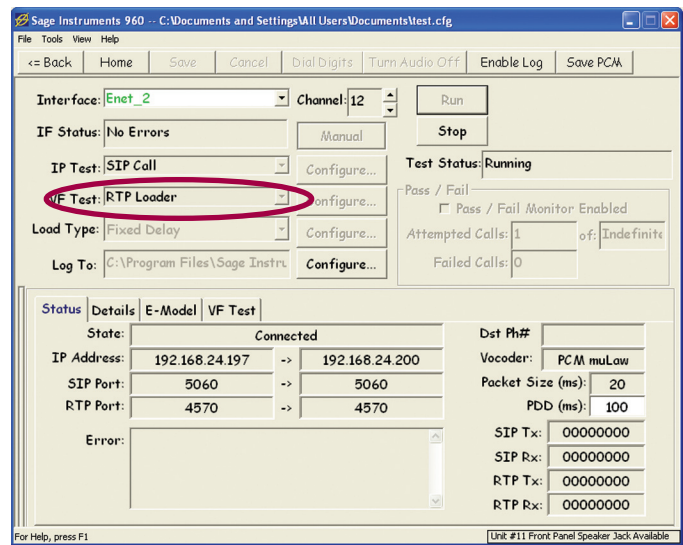 Sage Instruments 960 -- C:\Documents and Settings\All Users\Documents\test.cfg
File Tools View Help
<= Back Home Save Cancel Dial Digits Turn Audio Off Enable Log Save PCM
Interface: Enet_2 Channel: 12 Run
IF Status: No Errors Manual Stop
IP Test: SIP Call Configure... Test Status: Running
VF Test: RTP Loader Configure... Pass / Fail
Pass / Fail Monitor Enabled
Load Type: Fixed Delay Configure... Attempted Calls: 1 of: Indefinite
Log To: C:\Program Files\Sage Instru Configure... Failed Calls: 0
Status Details E-Model VF Test
State: Connected Dst Ph#
IP Address: 192.168.24.197 -> 192.168.24.200 Vocoder: PCM muLaw
SIP Port: 5060 -> 5060 Packet Size (ms): 20
RTP Port: 4570 -> 4570 PDD (ms): 100
Error: SIP Tx: 00000000
SIP Rx: 00000000
RTP Tx: 00000000
RTP Rx: 00000000
For Help, press F1 Unit #11 Front Panel Speaker Jack Available